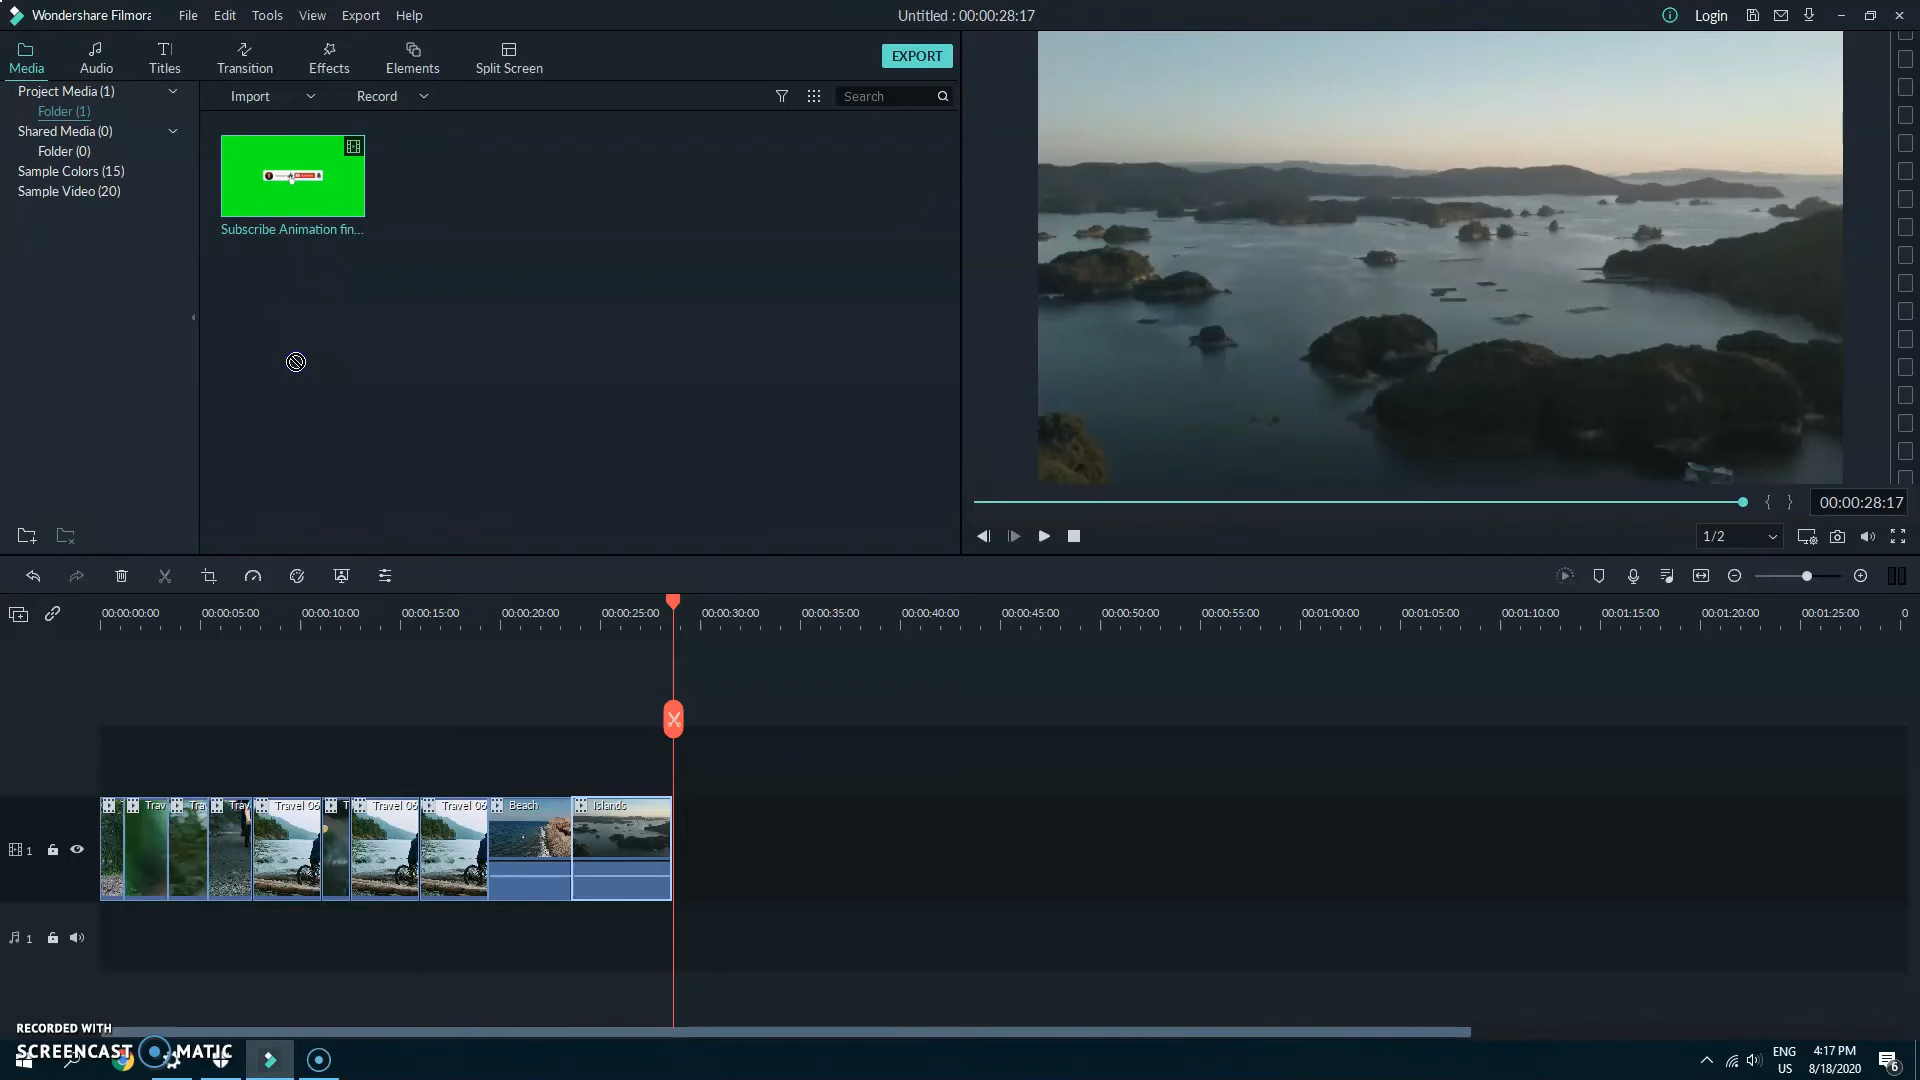 Wondershare Filmora File Edit Tools View Export Help Untitled : 00:00:28:17 Login
Media Audio Titles Transition Effects Elements Split Screen EXPORT
Project Media (1)
Folder (1)
Shared Media (0)
Folder (0)
Sample Colors (15)
Sample Video (20)
Import Record Search
Subscribe Animation fin...
00:00:28:17
1/2
00:00:00:00 00:00:05:00 00:00:10:00 00:00:15:00 00:00:20:00 00:00:25:00 00:00:30:00 00:00:35:00 00:00:40:00 00:00:45:00 00:00:50:00 00:00:55:00 00:01:00:00 00:01:05:00 00:01:10:00 00:01:15:00 00:01:20:00 00:01:25:00 0
Trav Tra Trav Travel 06 T Travel 06 Travel 06 Beach Islands
1
1
RECORDED WITH
SCREENCAST MATIC
ENG
US
4:17 PM
8/18/2020
6